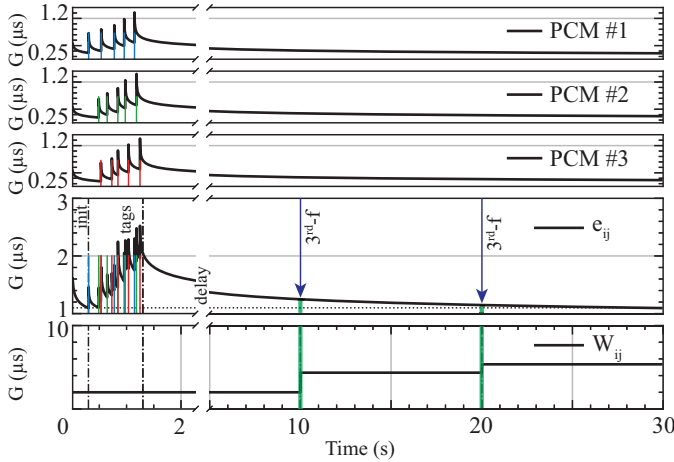 1.2
G (µs)
0.25
PCM #1
1.2
G (µs)
0.25
PCM #2
1.2
G (µs)
0.25
PCM #3
3
G (µs)
2
1
init
tags
delay
3rd-f
3rd-f
eij
10
G (µs)
0
Wij
2
10
20
30
Time (s)